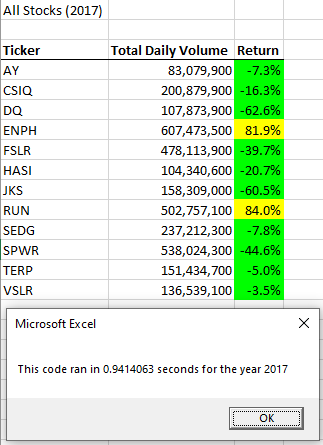 All Stocks (2017)
Ticker Total Daily Volume Return
AY 83,079,900 -7.3%
CSIQ 200,879,900 -16.3%
DQ 107,873,900 -62.6%
ENPH 607,473,500 81.9%
FSLR 478,113,900 -39.7%
HASI 104,340,600 -20.7%
JKS 158,309,000 -60.5%
RUN 502,757,100 84.0%
SEDG 237,212,300 -7.8%
SPWR 538,024,300 -44.6%
TERP 151,434,700 -5.0%
VSLR 136,539,100 -3.5%
Microsoft Excel
This code ran in 0.9414063 seconds for the year 2017
OK